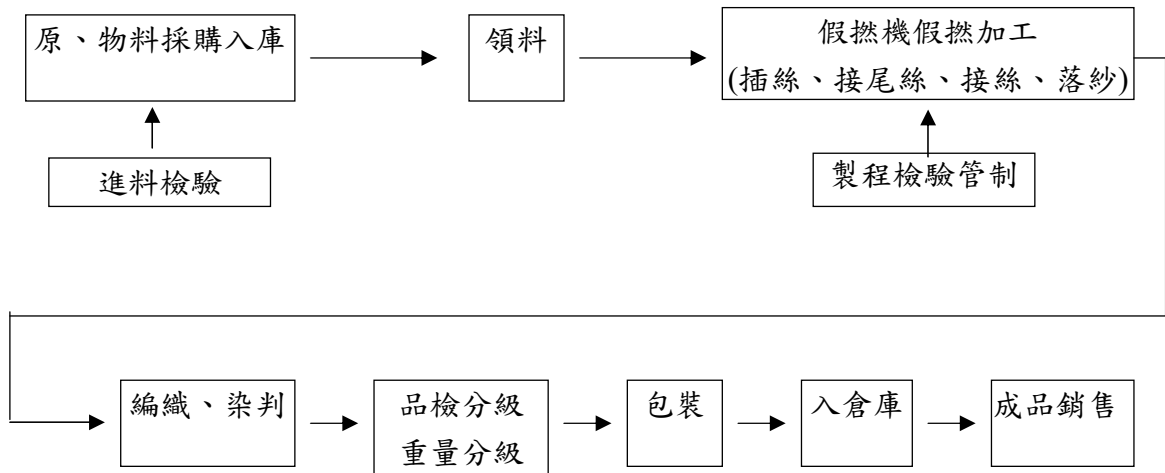 原、物料採購入庫
領料
假撚機假撚加工
(插絲、接尾絲、接絲、落紗)
進料檢驗
製程檢驗管制
編織、染判
品檢分級
重量分級
包裝
入倉庫
成品銷售